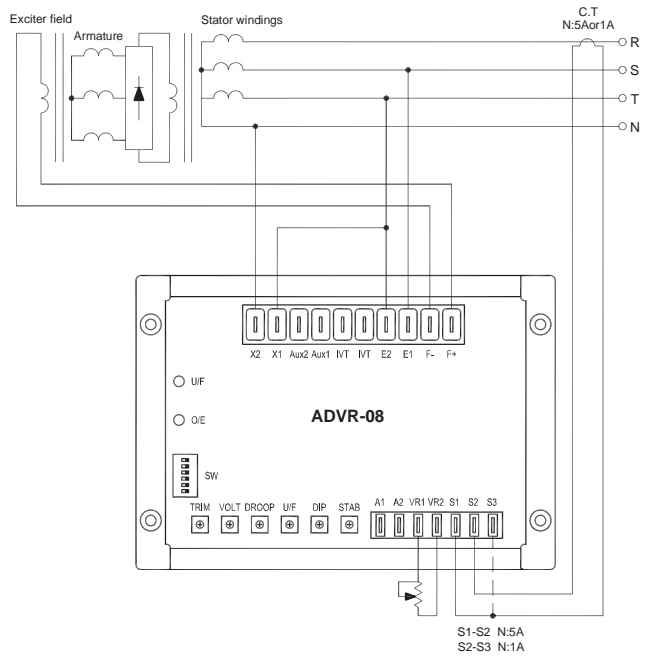 Exciter field
Armature
Stator windings
C.T
N:5Aor1A
R
S
T
N
X2 X1 Aux2 Aux1 IVT IVT E2 E1 F- F+
U/F
O/E
ADVR-08
SW
TRIM VOLT DROOP U/F DIP STAB
A1 A2 VR1 VR2 S1 S2 S3
S1-S2 N:5A
S2-S3 N:1A